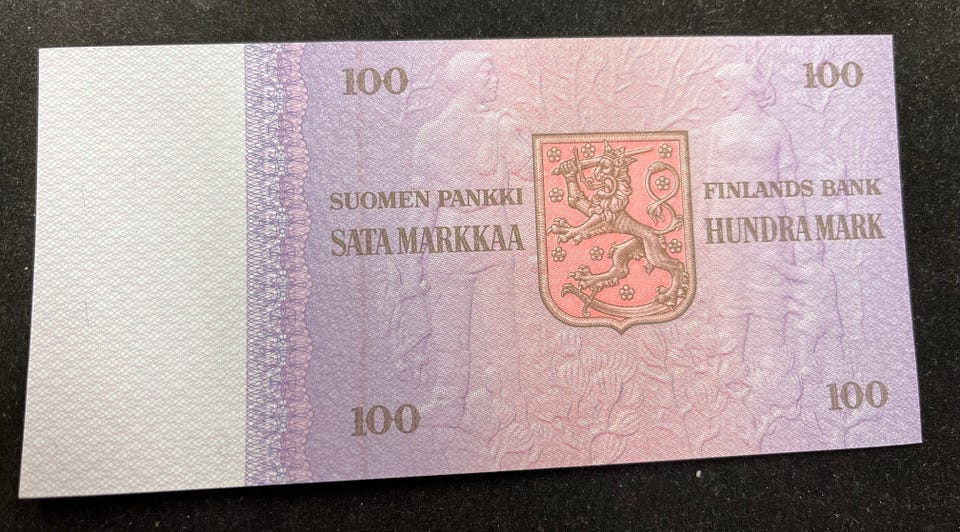 100 100
SUOMEN PANKKI FINLANDS BANK
SATA MARKKAA HUNDRA MARK
100 100